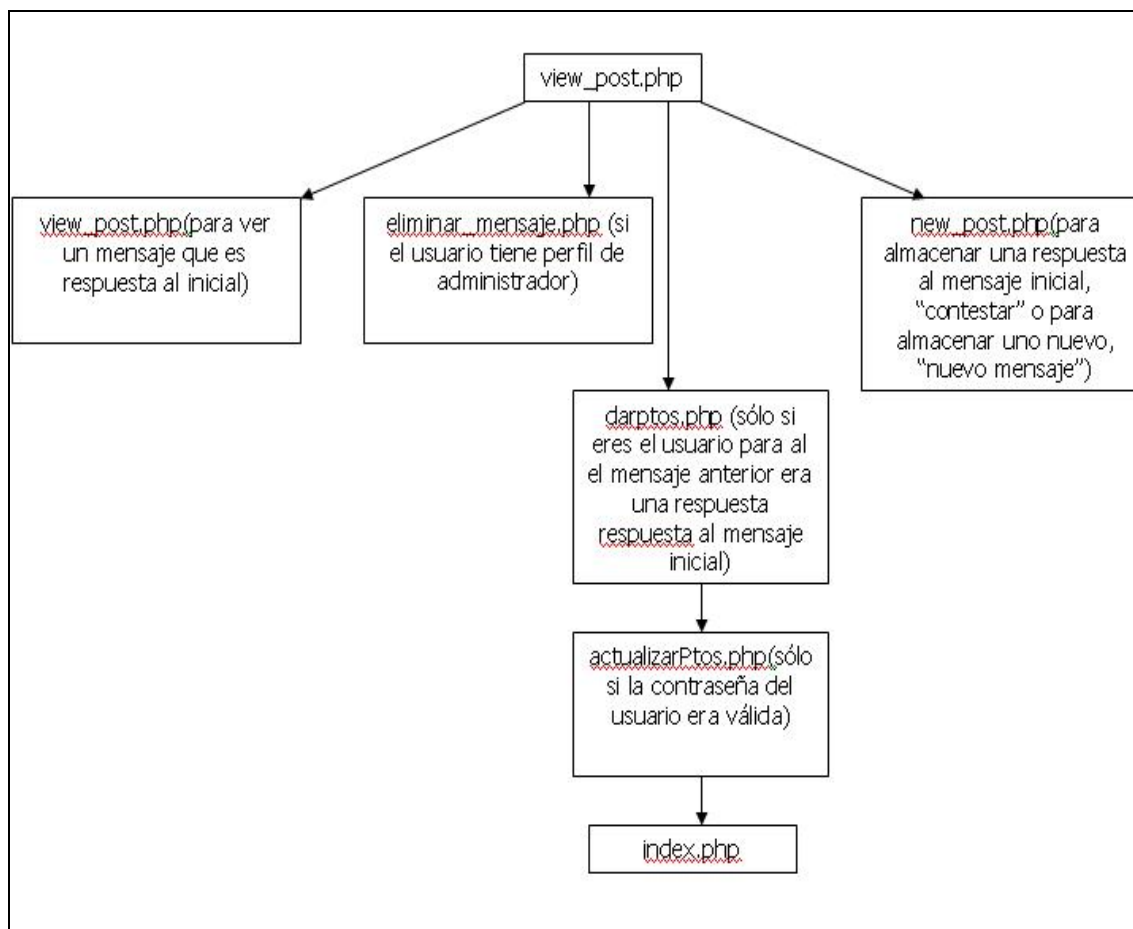 view_post.php
view_post.php(para ver
un mensaje que es
respuesta al inicial)
eliminar_mensaje.php (si
el usuario tiene perfil de
administrador)
new_post.php(para
almacenar una respuesta
al mensaje inicial,
“contestar” o para
almacenar uno nuevo,
“nuevo mensaje”)
darptos.php (sólo si
eres el usuario para al
el mensaje anterior era
una respuesta
respuesta al mensaje
inicial)
actualizarPtos.php(sólo
si la contraseña del
usuario era válida)
index.php